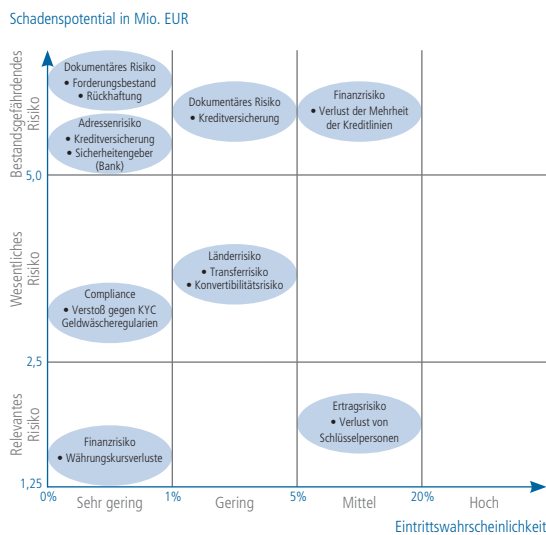 Schadenspotential in Mio. EUR
Bestandsgefährdendes
Risiko
Dokumentäres Risiko
• Forderungsbestand
• Rückhaftung
Adressenrisiko
• Kreditversicherung
• Sicherheitengeber
(Bank)
Dokumentäres Risiko
• Kreditversicherung
Finanzrisiko
• Verlust der Mehrheit
der Kreditlinien
5,0
Wesentliches
Risiko
Länderrisiko
• Transferrisiko
• Konvertibilitätsrisiko
Compliance
• Verstoß gegen KYC
Geldwäscheregularien
2,5
Relevantes
Risiko
Ertragsrisiko
• Verlust von
Schlüsselpersonen
Finanzrisiko
• Währungskursverluste
1,25
0%
Sehr gering
1%
Gering
5%
Mittel
20%
Hoch
Eintrittswahrscheinlichkeit